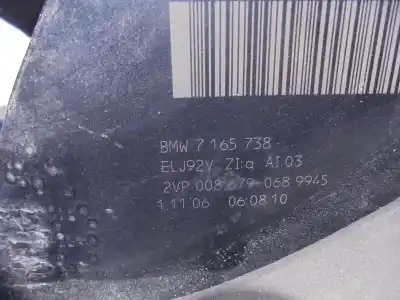 BMW 7 165 738
ELJ92V ZI:q AI 03
2VP 008 679-068 9945
1.11.06 06:08:10